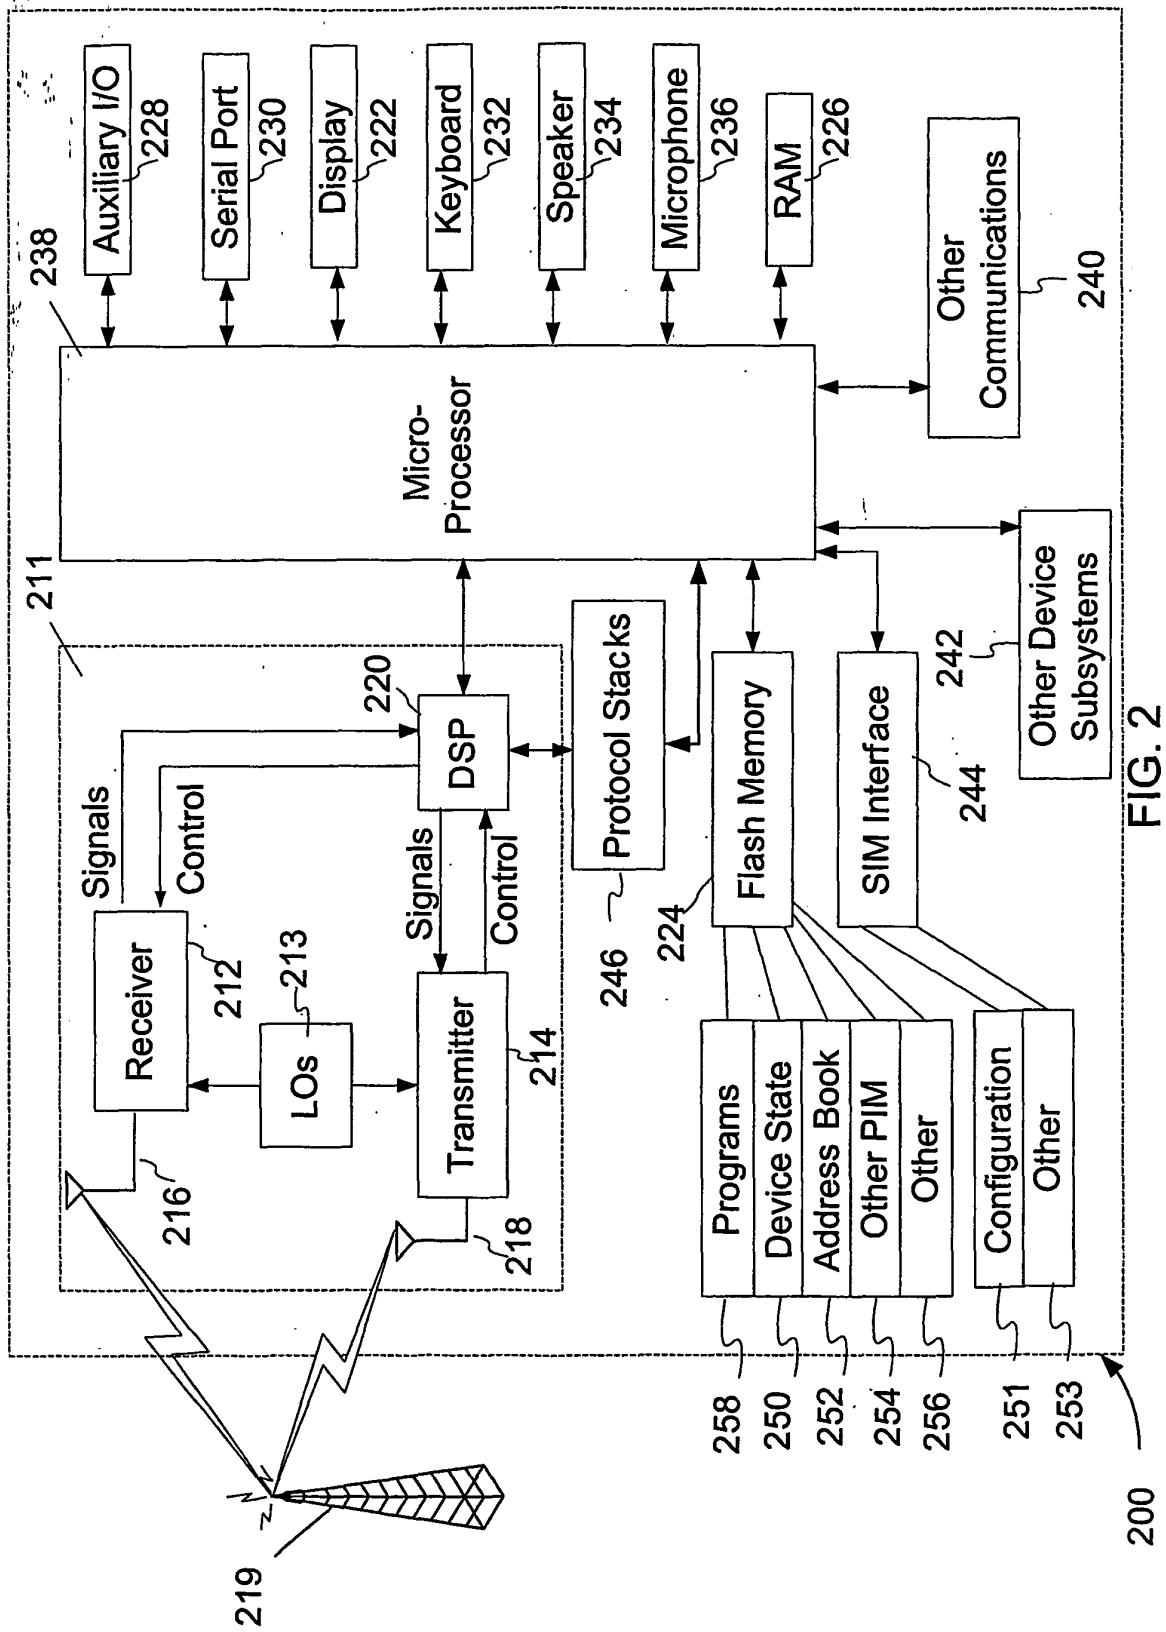 211
238
Signals
Control
Receiver
212
216
LOs
213
Transmitter
214
218
Signals
Control
DSP
220
219
Micro-
Processor
Auxiliary I/O
228
Serial Port
230
Display
222
Keyboard
232
Speaker
234
Microphone
236
RAM
226
Other
Communications
240
Protocol Stacks
246
Flash Memory
224
SIM Interface
244
Other Device
Subsystems
242
Programs
Device State
Address Book
Other PIM
Other
258
250
252
254
256
Configuration
Other
251
253
200
FIG. 2